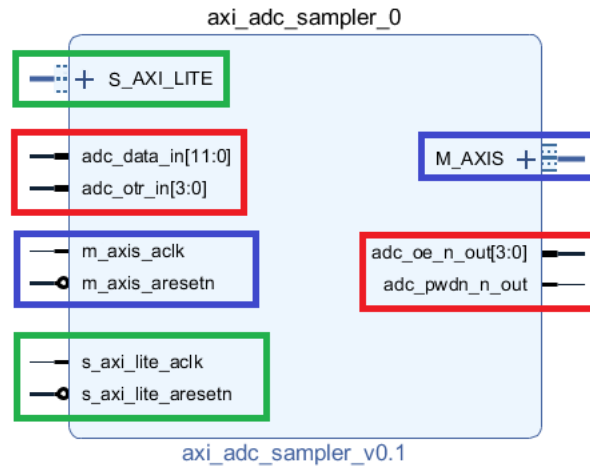 axi_adc_sampler_0
S_AXI_LITE
adc_data_in[11:0]
adc_otr_in[3:0]
M_AXIS
m_axis_aclk
m_axis_aresetn
adc_oe_n_out[3:0]
adc_pwdn_n_out
s_axi_lite_aclk
s_axi_lite_aresetn
axi_adc_sampler_v0.1